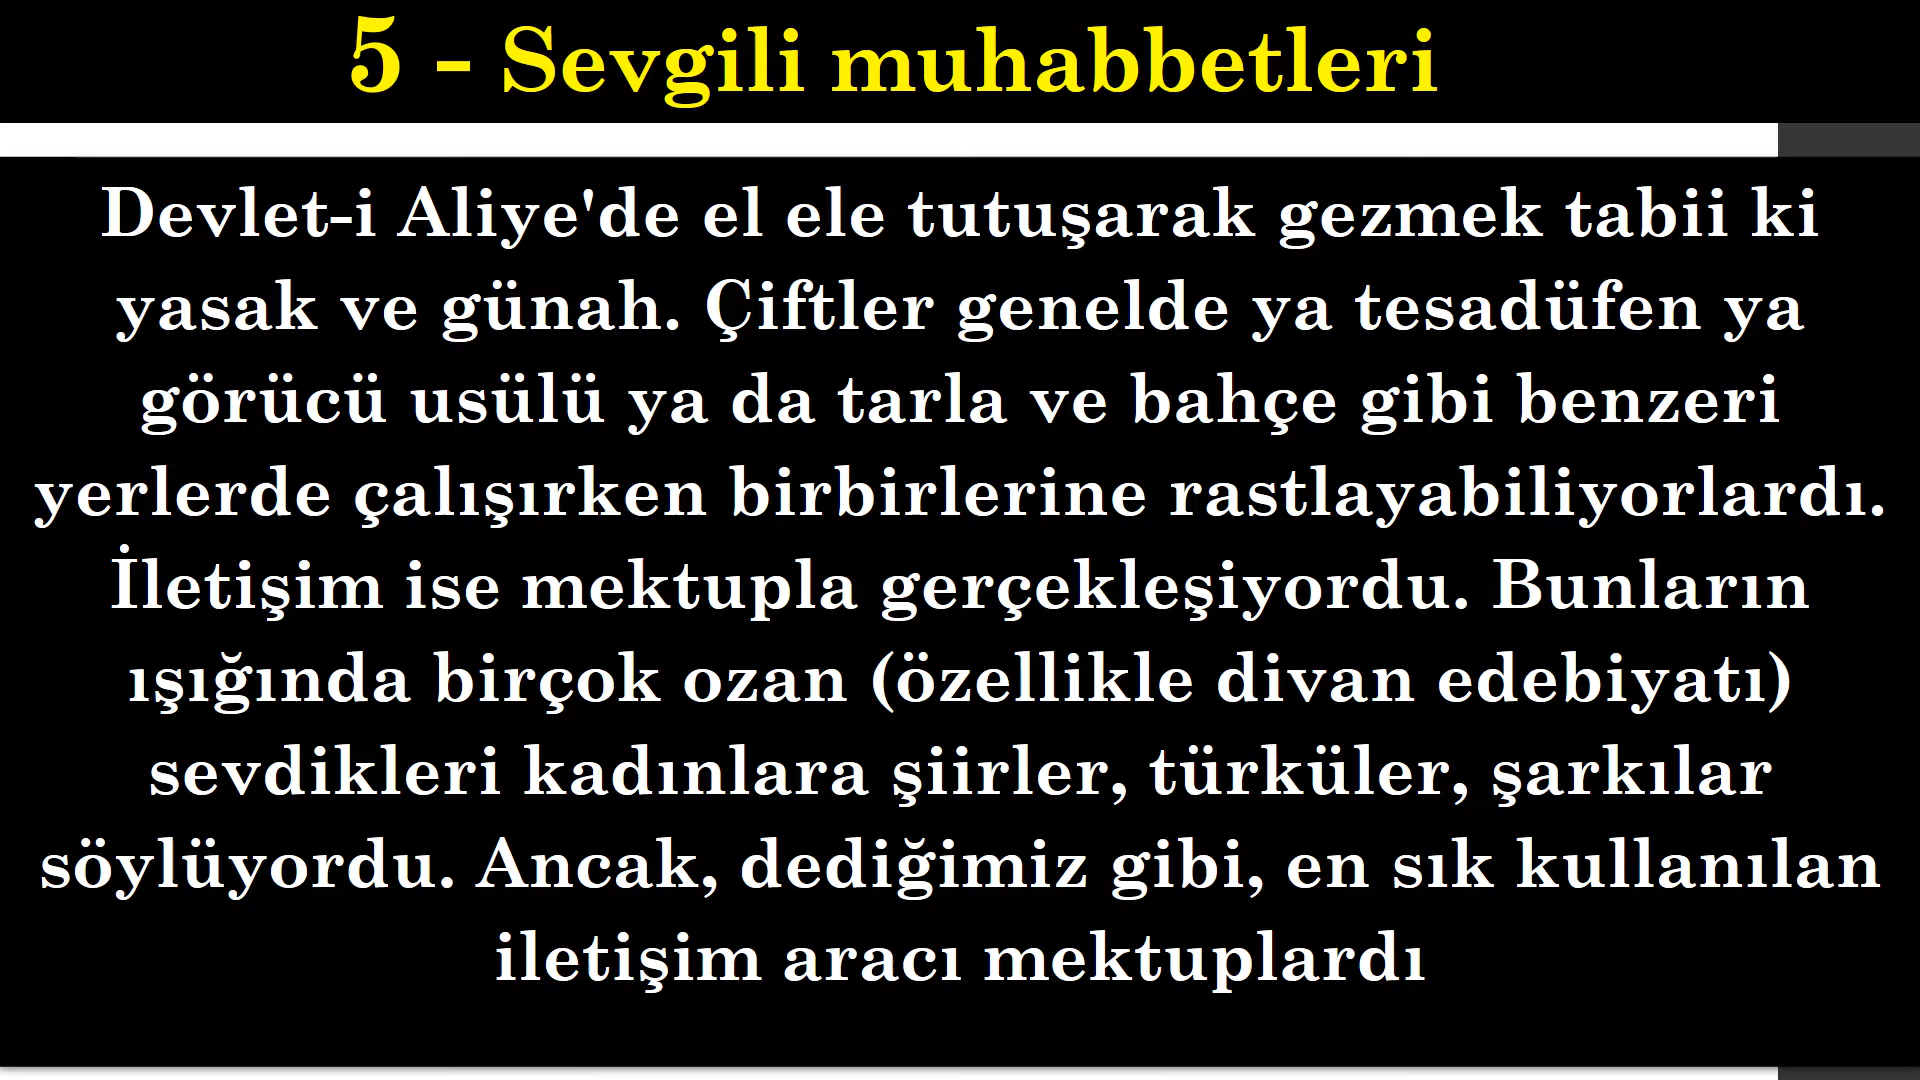 5 - Sevgili muhabbetleri
Devlet-i Aliye'de el ele tutuşarak gezmek tabii ki
yasak ve günah. Çiftler genelde ya tesadüfen ya
görücü usülü ya da tarla ve bahçe gibi benzeri
yerlerde çalışırken birbirlerine rastlayabiliyorlardı.
İletişim ise mektupla gerçekleşiyordu. Bunların
ışığında birçok ozan (özellikle divan edebiyatı)
sevdikleri kadınlara şiirler, türküler, şarkılar
söylüyordu. Ancak, dediğimiz gibi, en sık kullanılan
iletişim aracı mektuplardı